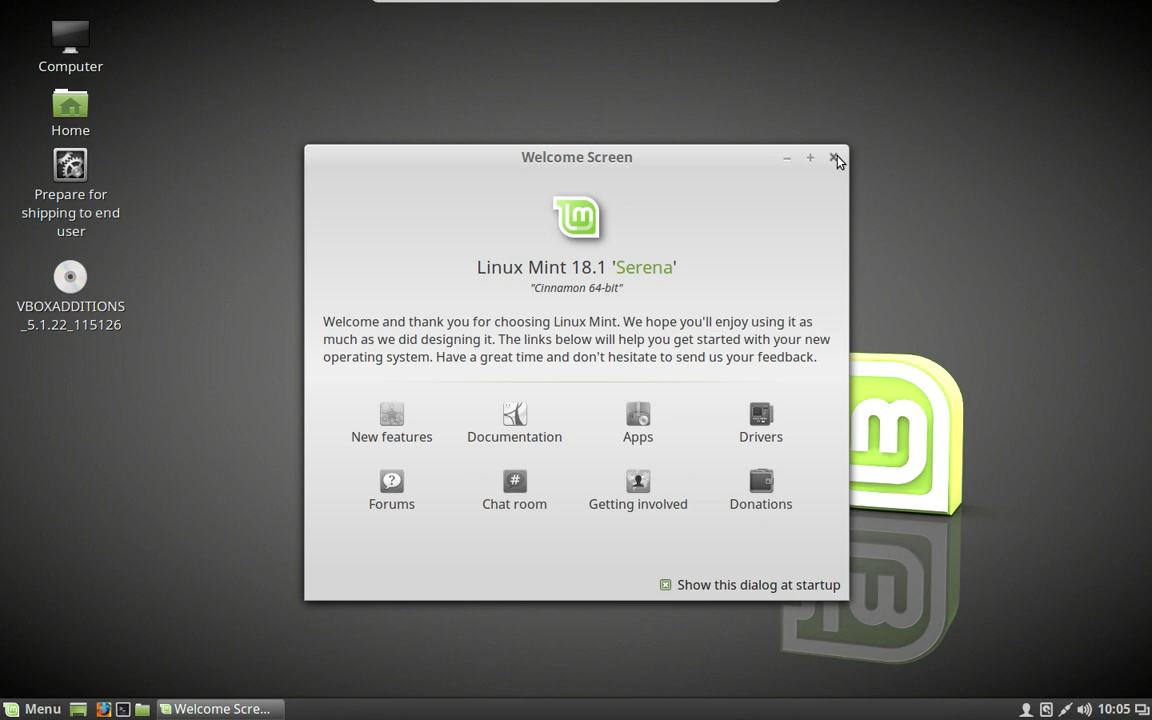 Computer
Home
Prepare for
shipping to end
user
VBOXADDITIONS
_5.1.22_115126
Welcome Screen
Linux Mint 18.1 'Serena'
"Cinnamon 64-bit"
Welcome and thank you for choosing Linux Mint. We hope you'll enjoy using it as
much as we did designing it. The links below will help you get started with your new
operating system. Have a great time and don't hesitate to send us your feedback.
New features
Documentation
Apps
Drivers
Forums
Chat room
Getting involved
Donations
Show this dialog at startup
Menu
Welcome Scre...
10:05